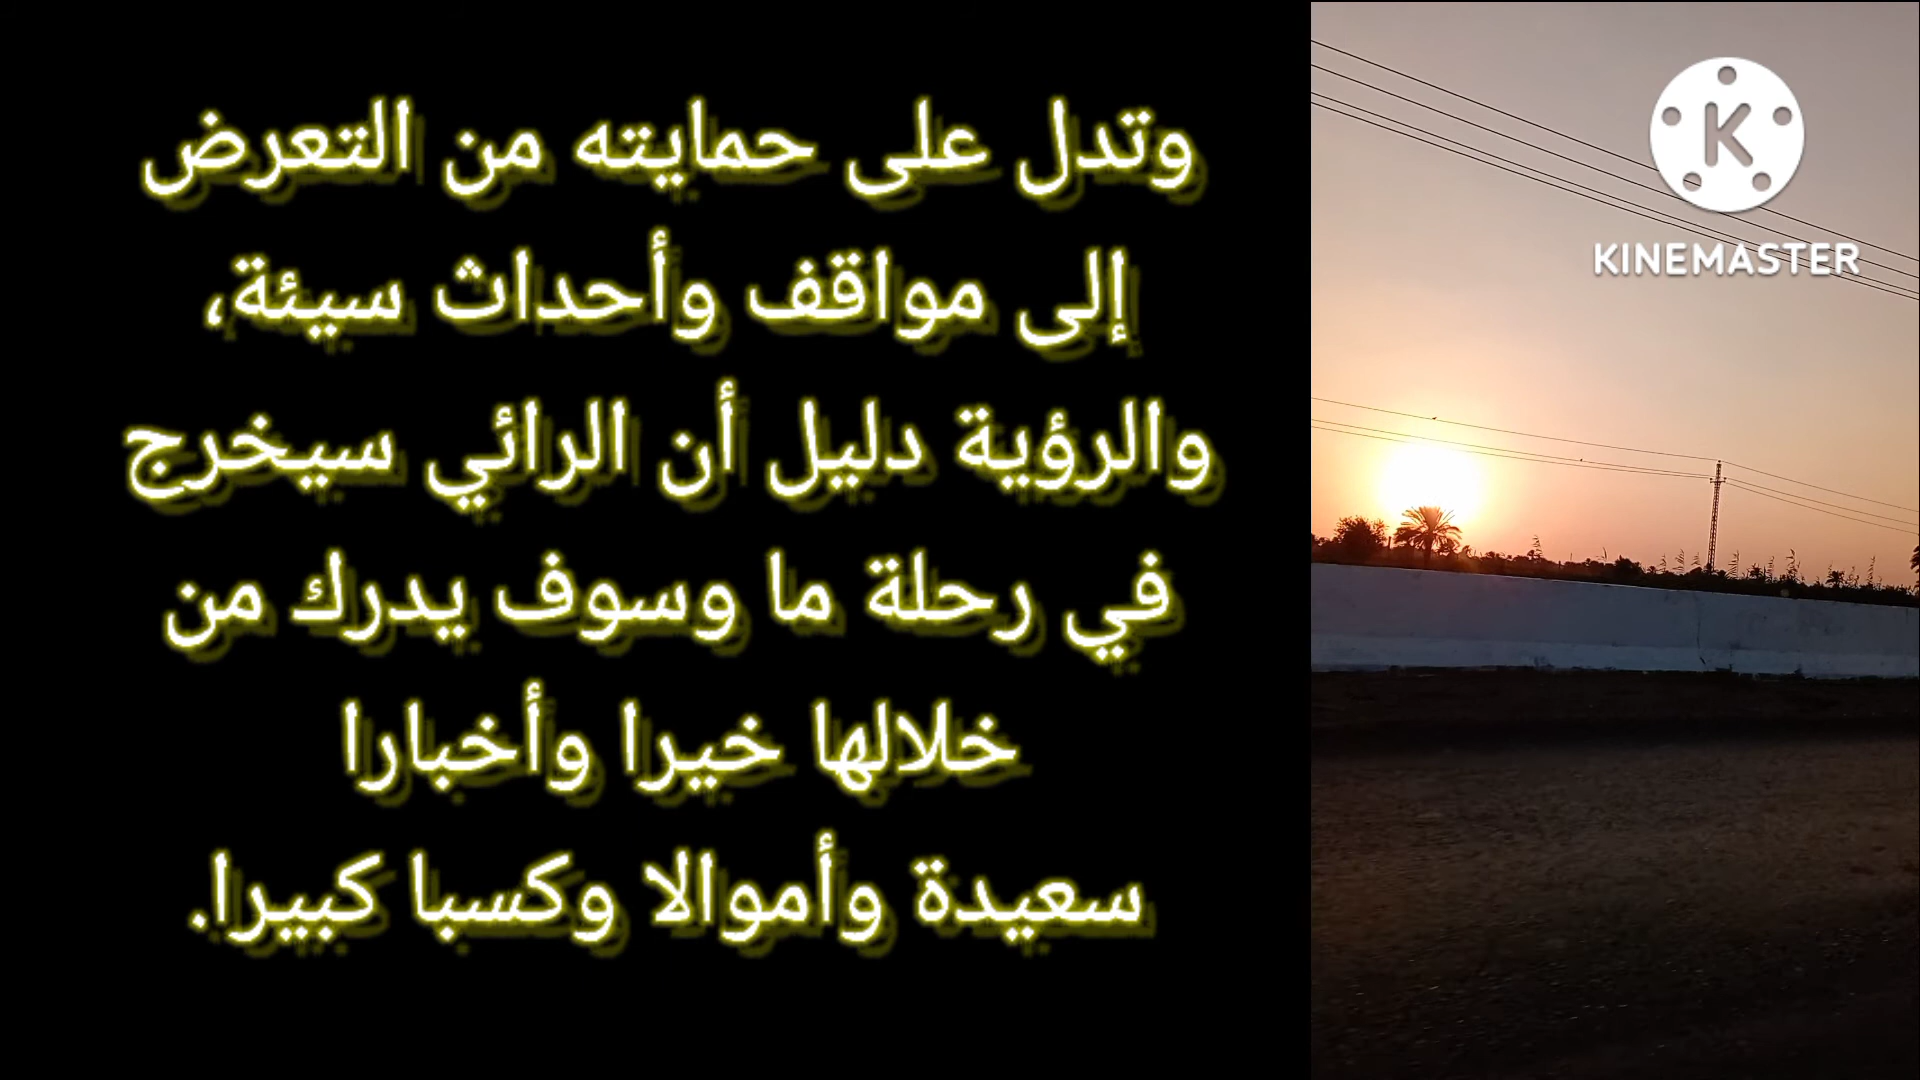 وتدل على حمايته من التعرض
إلى مواقف وأحداث سيئة،
والرؤية دليل أن الرائي سيخرج
في رحلة ما وسوف يدرك من
خلالها خيرا وأخبارا
سعيدة وأموالا وكسبا كبيرا.
K
KINEMASTER